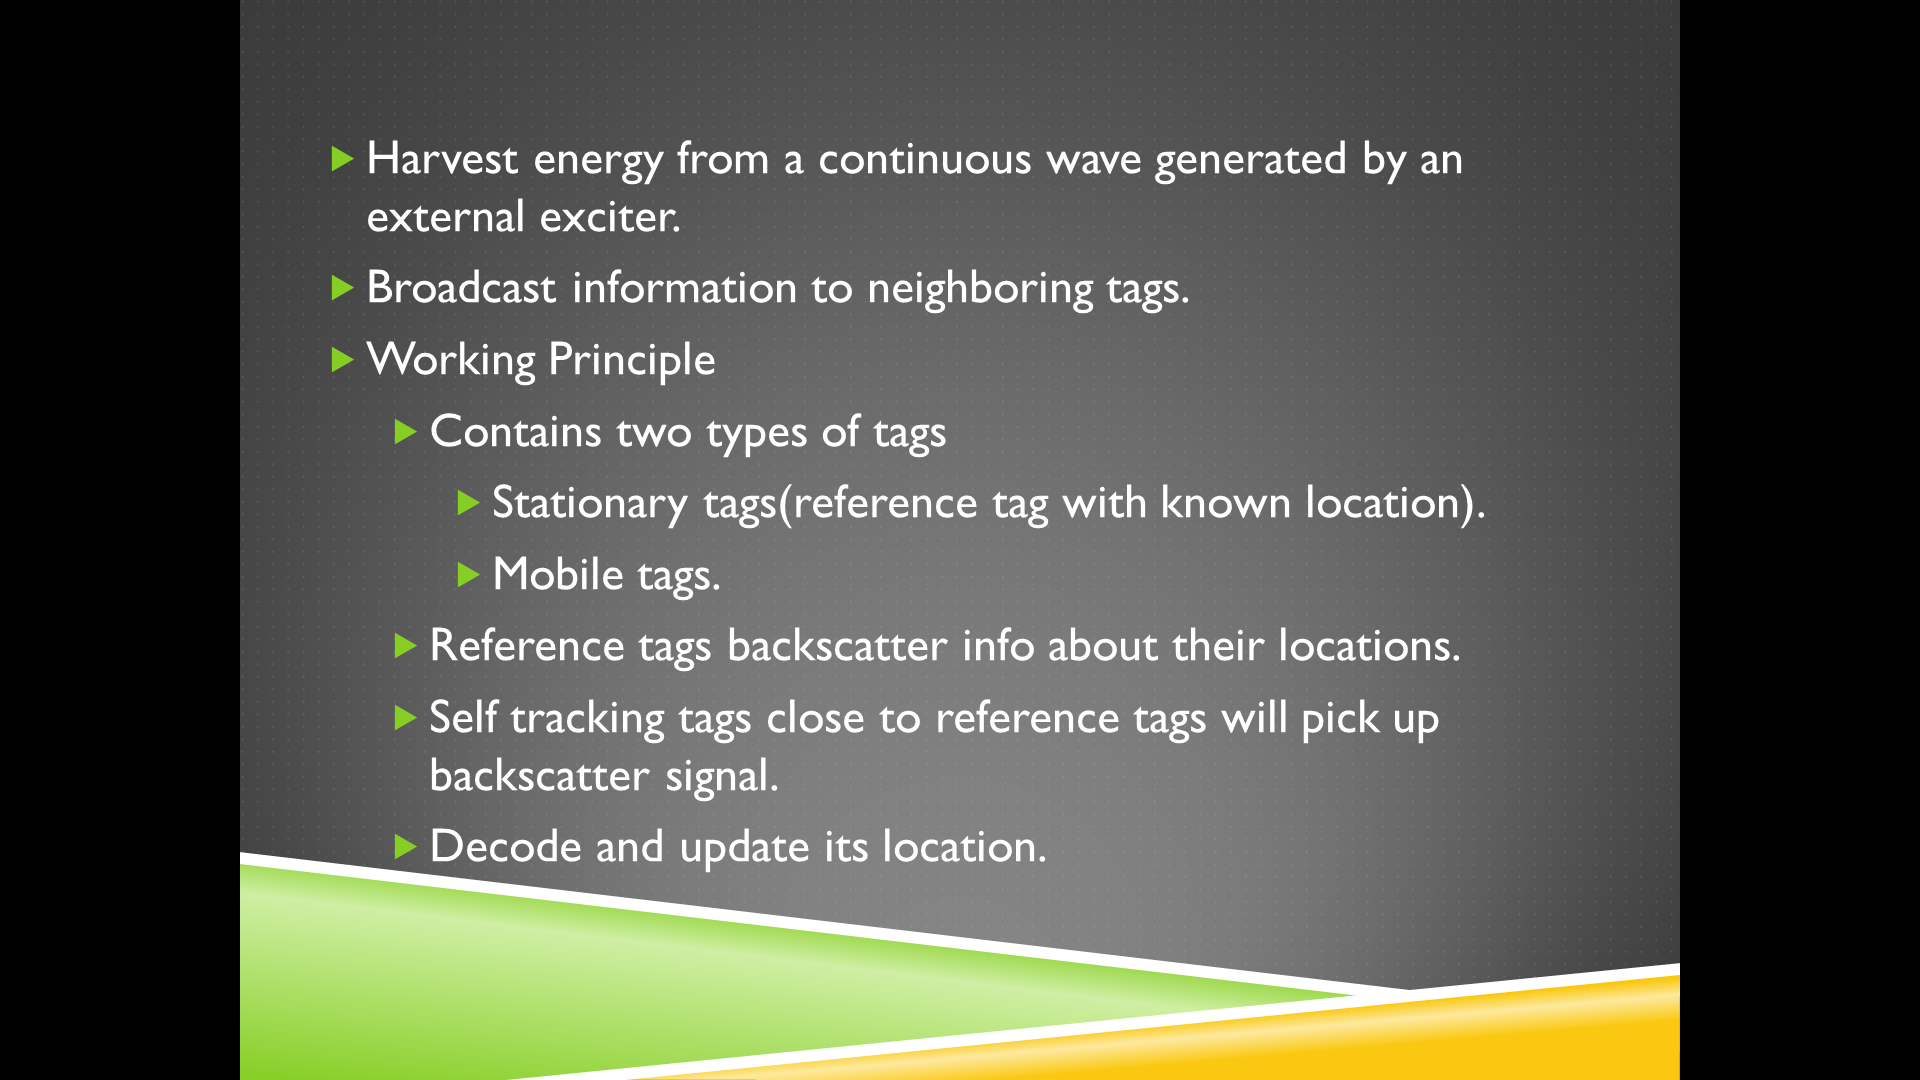 Harvest energy from a continuous wave generated by an
external exciter.
Broadcast information to neighboring tags.
Working Principle
Contains two types of tags
Stationary tags(reference tag with known location).
Mobile tags.
Reference tags backscatter info about their locations.
Self tracking tags close to reference tags will pick up
backscatter signal.
Decode and update its location.